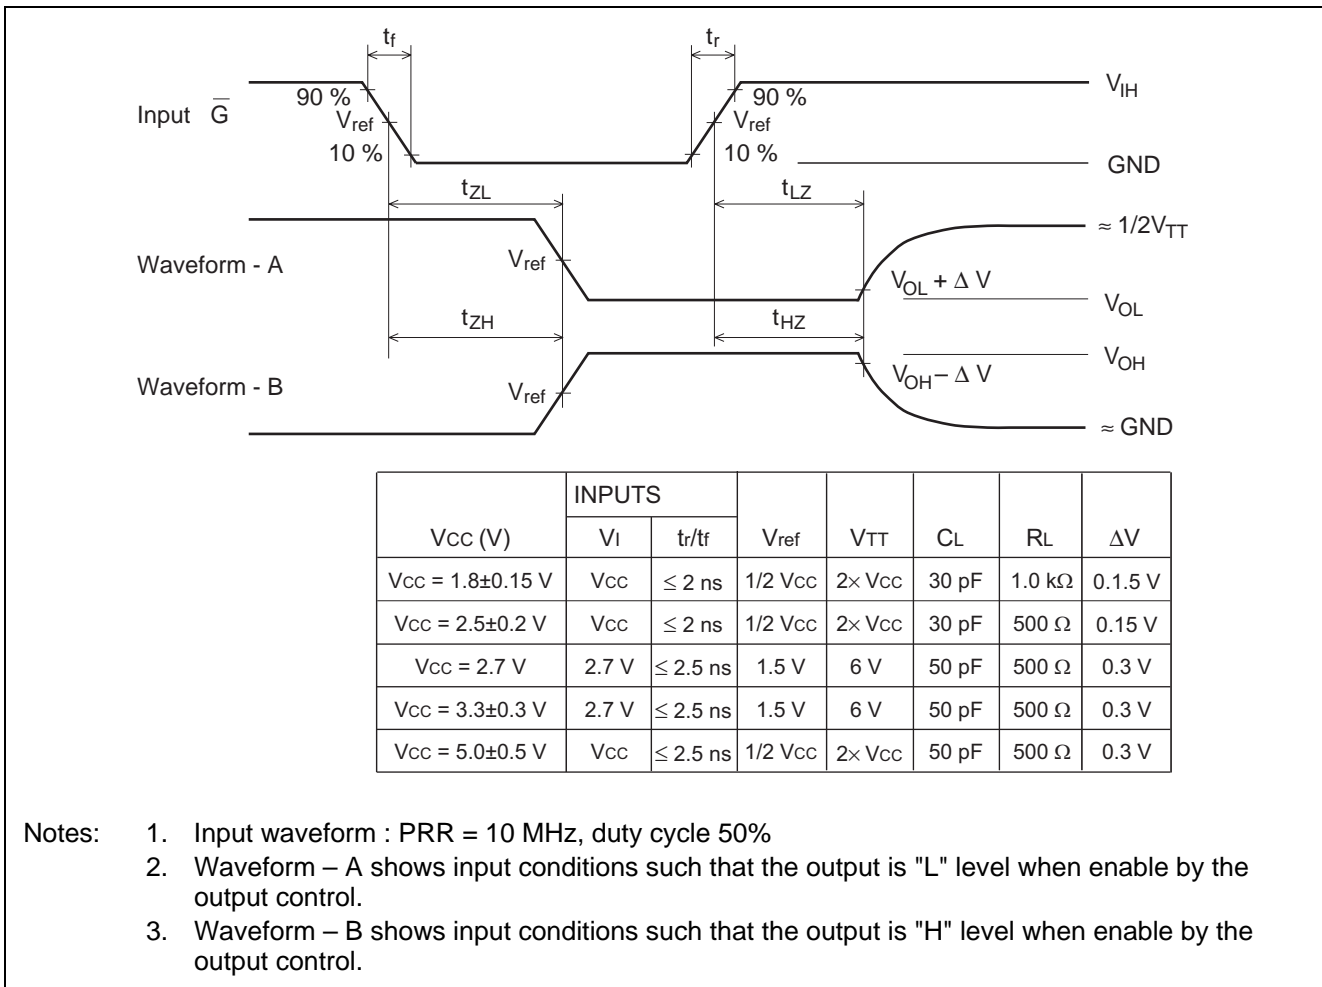 tf tr
90 % 90 % VIH
Input G̅ Vref Vref
10 % 10 % GND
tZL tLZ
≈ 1/2VTT
Waveform - A Vref
VOL + Δ V
VOL
tZH tHZ
VOH
VOH – Δ V
Waveform - B Vref
≈ GND
INPUTS
VCC (V) VI tr/tf Vref VTT CL RL ΔV
VCC = 1.8±0.15 V VCC ≤ 2 ns 1/2 VCC 2× VCC 30 pF 1.0 kΩ 0.1.5 V
VCC = 2.5±0.2 V VCC ≤ 2 ns 1/2 VCC 2× VCC 30 pF 500 Ω 0.15 V
VCC = 2.7 V 2.7 V ≤ 2.5 ns 1.5 V 6 V 50 pF 500 Ω 0.3 V
VCC = 3.3±0.3 V 2.7 V ≤ 2.5 ns 1.5 V 6 V 50 pF 500 Ω 0.3 V
VCC = 5.0±0.5 V VCC ≤ 2.5 ns 1/2 VCC 2× VCC 50 pF 500 Ω 0.3 V
Notes: 1. Input waveform : PRR = 10 MHz, duty cycle 50%
2. Waveform – A shows input conditions such that the output is "L" level when enable by the
output control.
3. Waveform – B shows input conditions such that the output is "H" level when enable by the
output control.